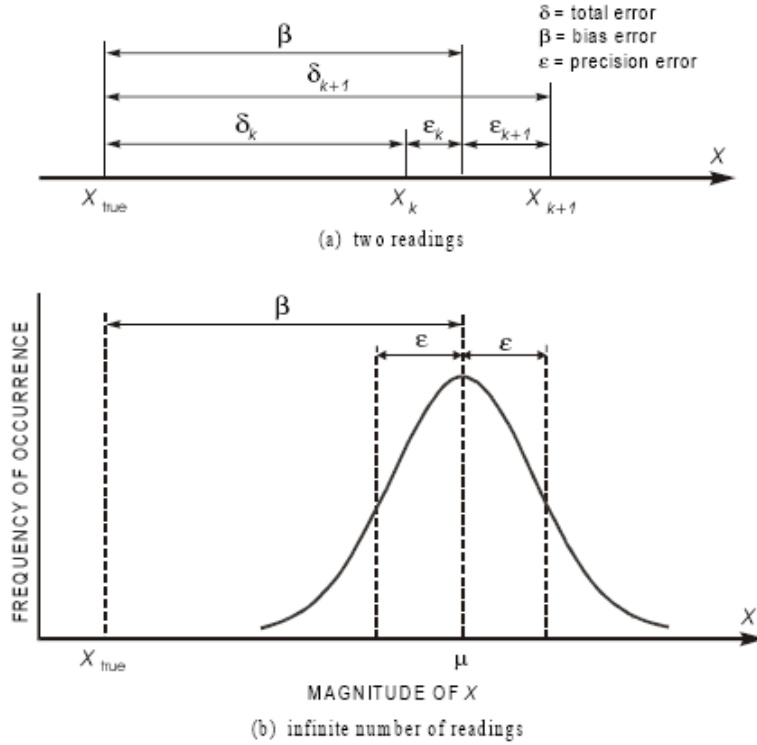 δ = total error
β = bias error
ε = precision error
β
δk+1
δk
εk
εk+1
X
Xtrue
Xk
Xk+1
(a) two readings
β
ε
ε
FREQUENCY OF OCCURRENCE
X
Xtrue
μ
MAGNITUDE OF X
(b) infinite number of readings